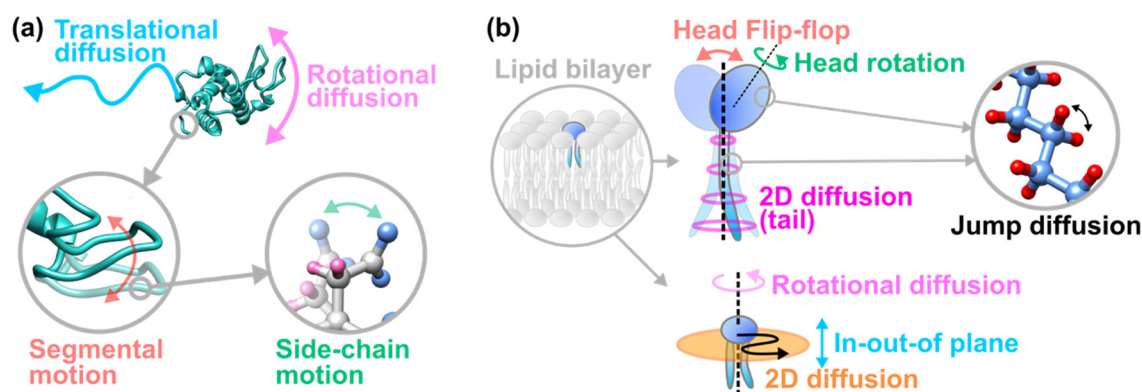 (a)
Translational
diffusion
Rotational
diffusion
Segmental
motion
Side-chain
motion
(b)
Head Flip-flop
Head rotation
Lipid bilayer
2D diffusion
(tail)
Jump diffusion
Rotational diffusion
In-out-of plane
2D diffusion